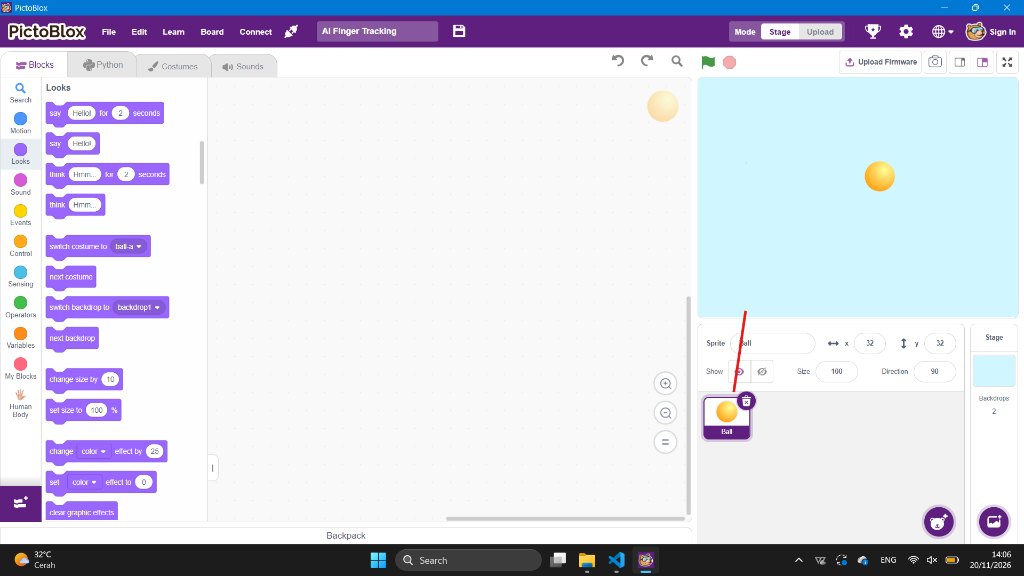 PictoBlox
PictoBlox File Edit Learn Board Connect AI Finger Tracking Mode Stage Upload Sign In
Blocks Python Costumes Sounds Upload Firmware
Search
Motion
Looks
Sound
Events
Control
Sensing
Operators
Variables
My Blocks
Human
Body
Looks
say Hello! for 2 seconds
say Hello!
think Hmm... for 2 seconds
think Hmm...
switch costume to ball-a
next costume
switch backdrop to backdrop1
next backdrop
change size by 10
set size to 100 %
change color effect by 25
set color effect to 0
clear graphic effects
Sprite Ball x 32 y 32
Show Size 100 Direction 90
Ball
Stage
Backdrops
2
Backpack
32°C
Cerah
Search
ENG
14:06
20/11/2026